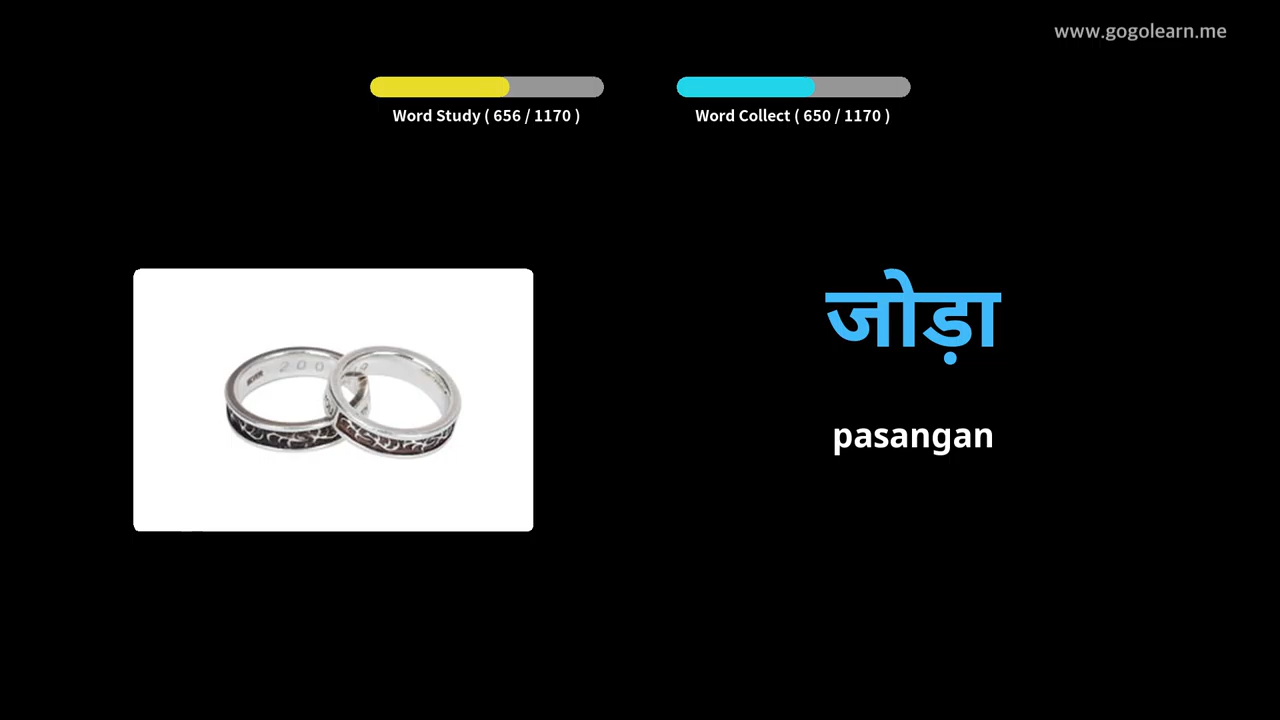 www.gogolearn.me
Word Study ( 656 / 1170 )
Word Collect ( 650 / 1170 )
जोड़ा
pasangan